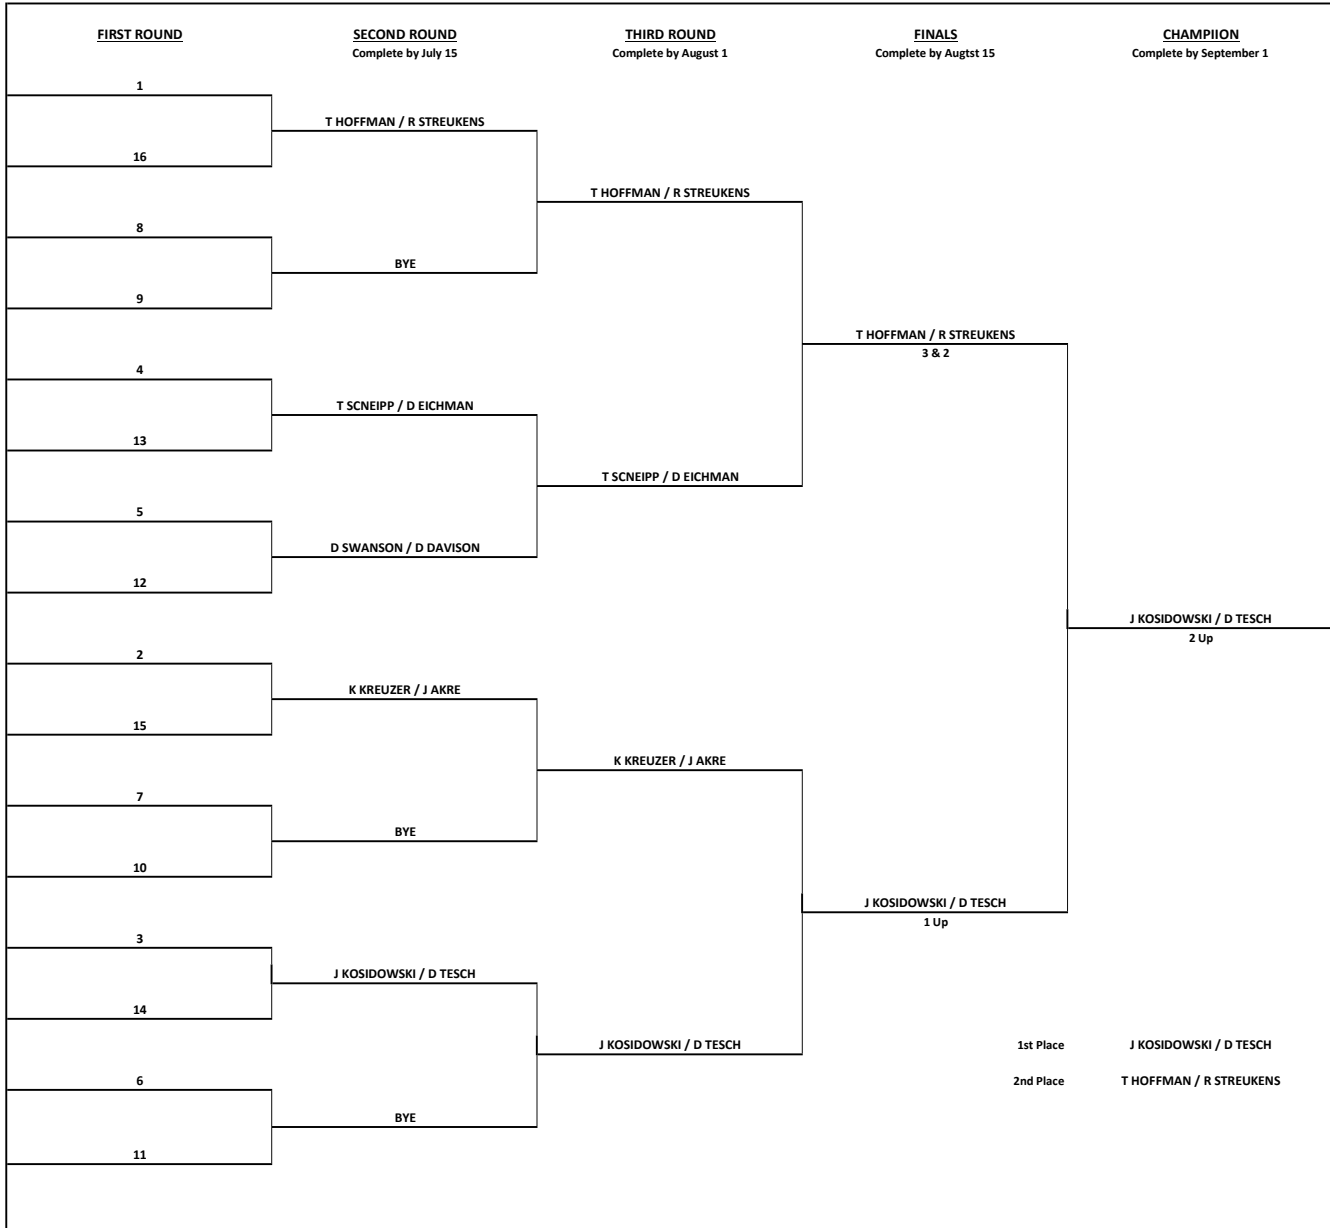 FIRST ROUND
SECOND ROUND
THIRD ROUND
FINALS
CHAMPIION
Complete by July 15
Complete by August 1
Complete by Augtst 15
Complete by September 1
1
T HOFFMAN / R STREUKENS
16
T HOFFMAN / R STREUKENS
8
BYE
9
T HOFFMAN / R STREUKENS
3 & 2
4
T SCNEIPP / D EICHMAN
13
T SCNEIPP / D EICHMAN
5
D SWANSON / D DAVISON
12
J KOSIDOWSKI / D TESCH
2 Up
2
K KREUZER / J AKRE
15
K KREUZER / J AKRE
7
BYE
10
J KOSIDOWSKI / D TESCH
1 Up
3
J KOSIDOWSKI / D TESCH
14
J KOSIDOWSKI / D TESCH
1st Place J KOSIDOWSKI / D TESCH
6
2nd Place T HOFFMAN / R STREUKENS
BYE
11